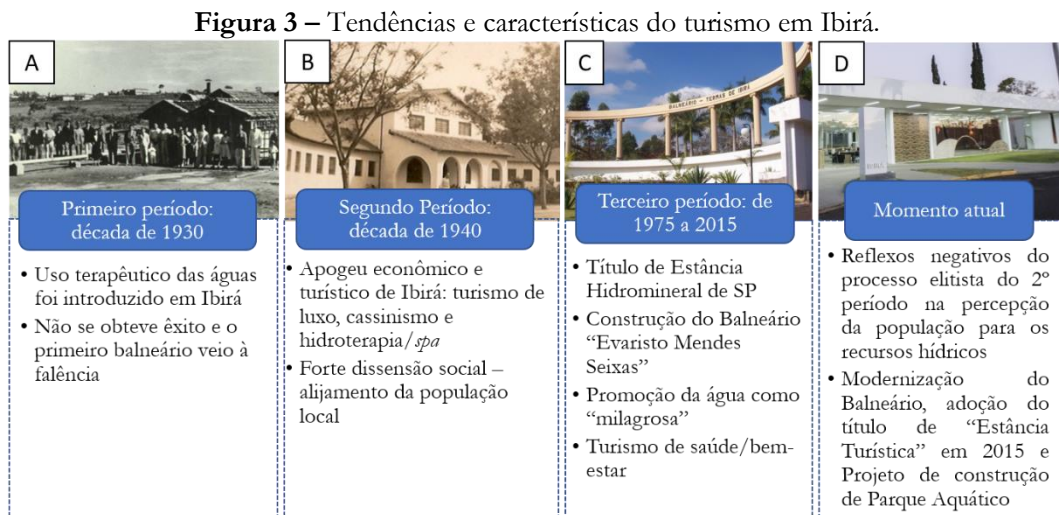 Figura 3 – Tendências e características do turismo em Ibirá.
A
Primeiro período:
década de 1930
• Uso terapêutico das águas
foi introduzido em Ibirá
• Não se obteve êxito e o
primeiro balneário veio à
falência
B
Segundo Período:
década de 1940
• Apogeu econômico e
turístico de Ibirá: turismo de
luxo, cassinismo e
hidroterapia/spa
• Forte dissensão social –
alijamento da população
local
C
BALNEÁRIO – TERMAS DE IBIRÁ
Terceiro período: de
1975 a 2015
• Título de Estância
Hidromineral de SP
• Construção do Balneário
“Evaristo Mendes
Seixas”
• Promoção da água como
“milagrosa”
• Turismo de saúde/bem-
estar
D
Momento atual
• Reflexos negativos do
processo elitista do 2º
período na percepção
da população para os
recursos hídricos
• Modernização do
Balneário, adoção do
título de “Estância
Turística” em 2015 e
Projeto de construção
de Parque Aquático